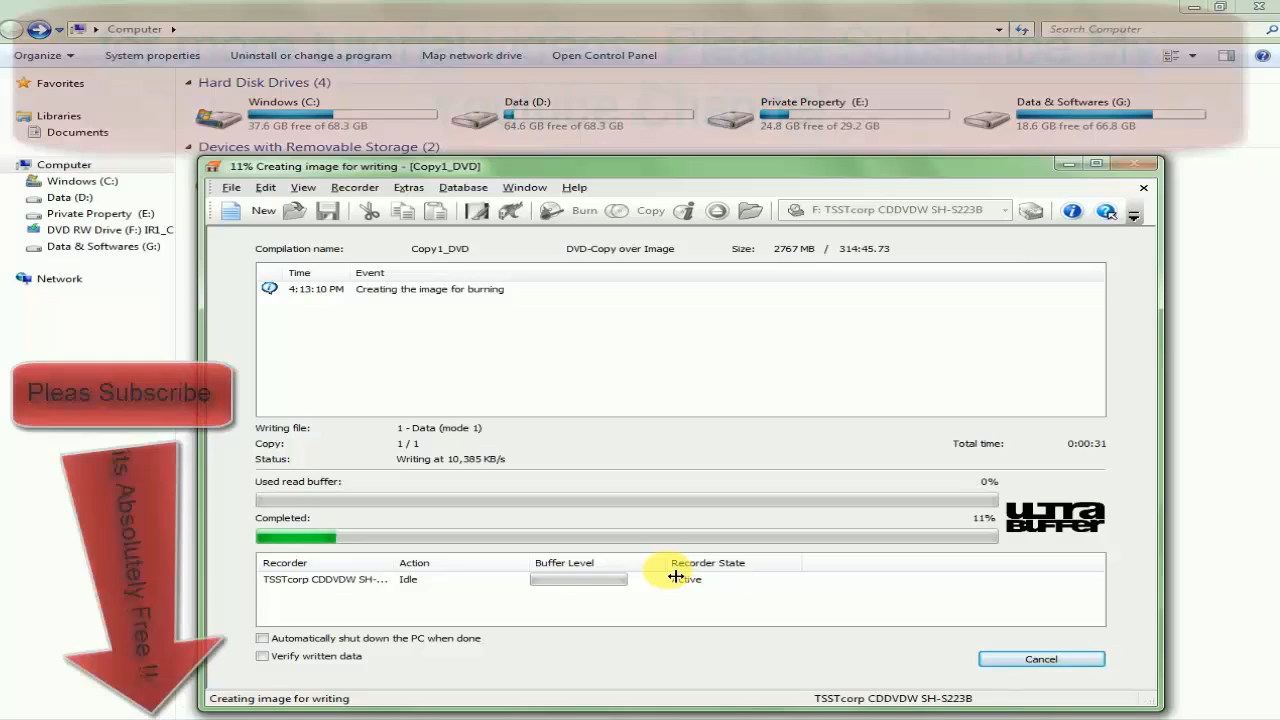 Please Subscribe My
Computer
Search Computer
Organize
System properties
Uninstall or change a program
Map network drive
Open Control Panel
Favorites
Libraries
Documents
Computer
Windows (C:)
Data (D:)
Private Property (E:)
DVD RW Drive (F:) IR1_C
Data & Softwares (G:)
Network
Hard Disk Drives (4)
Windows (C:)
37.6 GB free of 68.3 GB
Data (D:)
64.6 GB free of 68.3 GB
Private Property (E:)
24.8 GB free of 29.2 GB
Data & Softwares (G:)
18.6 GB free of 66.8 GB
Devices with Removable Storage (2)
11% Creating image for writing - [Copy1_DVD]
File Edit View Recorder Extras Database Window Help
New Burn Copy F: TSSTcorp CDDVDW SH-S223B
Compilation name: Copy1_DVD DVD-Copy over Image Size: 2767 MB / 314:45.73
Time Event
4:13:10 PM Creating the image for burning
Writing file: 1 - Data (mode 1)
Copy: 1 / 1 Total time: 0:00:31
Status: Writing at 10,385 KB/s
Used read buffer: 0%
Completed: 11%
ULTRA
BUFFER
Recorder Action Buffer Level Recorder State
TSSTcorp CDDVDW SH-... Idle Active
Automatically shut down the PC when done
Verify written data
Cancel
Creating image for writing TSSTcorp CDDVDW SH-S223B
Pleas Subscribe
its Absolutely Free !!